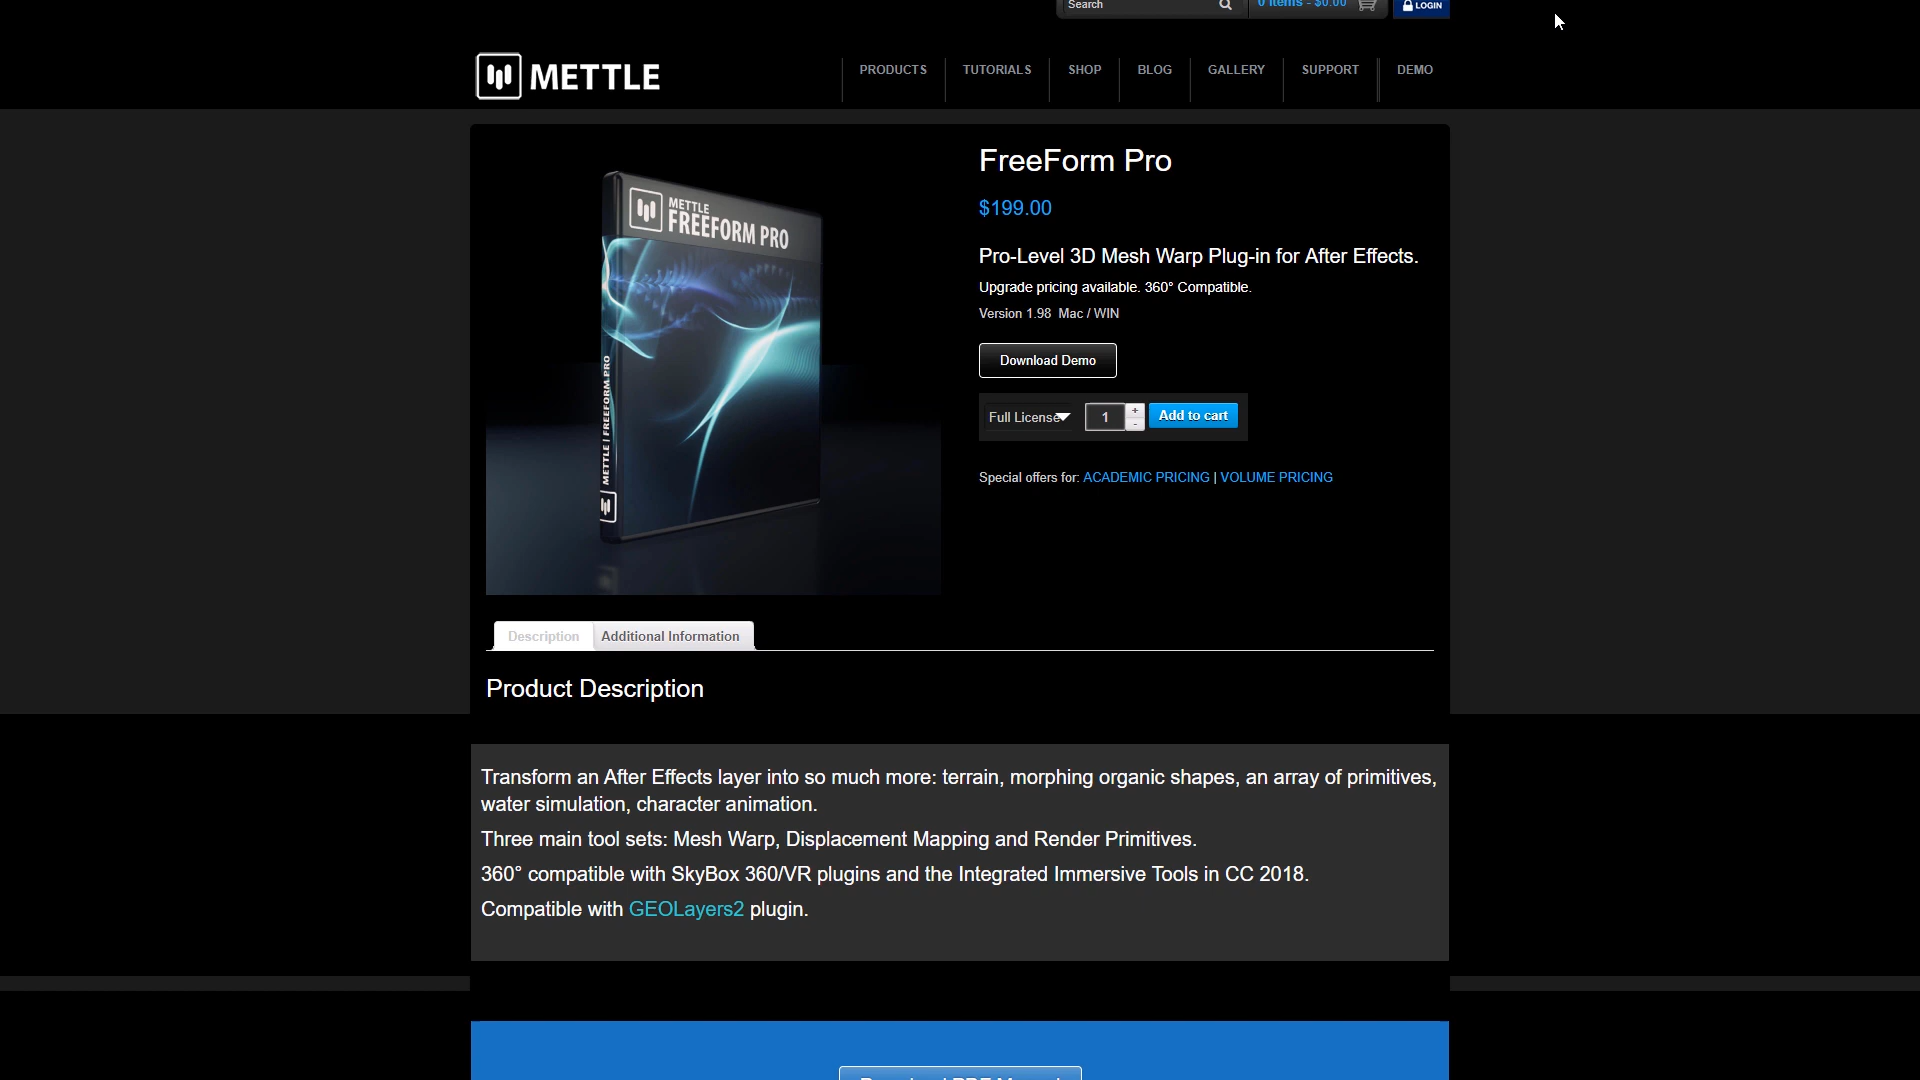 Search
0 items - $0.00
LOGIN
METTLE
PRODUCTS
TUTORIALS
SHOP
BLOG
GALLERY
SUPPORT
DEMO
METTLE
FREEFORM PRO
METTLE | FREEFORM PRO
FreeForm Pro
$199.00
Pro-Level 3D Mesh Warp Plug-in for After Effects.
Upgrade pricing available. 360° Compatible.
Version 1.98 Mac / WIN
Download Demo
Full License
1
+
-
Add to cart
Special offers for: ACADEMIC PRICING | VOLUME PRICING
Description
Additional Information
Product Description
Transform an After Effects layer into so much more: terrain, morphing organic shapes, an array of primitives,
water simulation, character animation.
Three main tool sets: Mesh Warp, Displacement Mapping and Render Primitives.
360° compatible with SkyBox 360/VR plugins and the Integrated Immersive Tools in CC 2018.
Compatible with GEOLayers2 plugin.